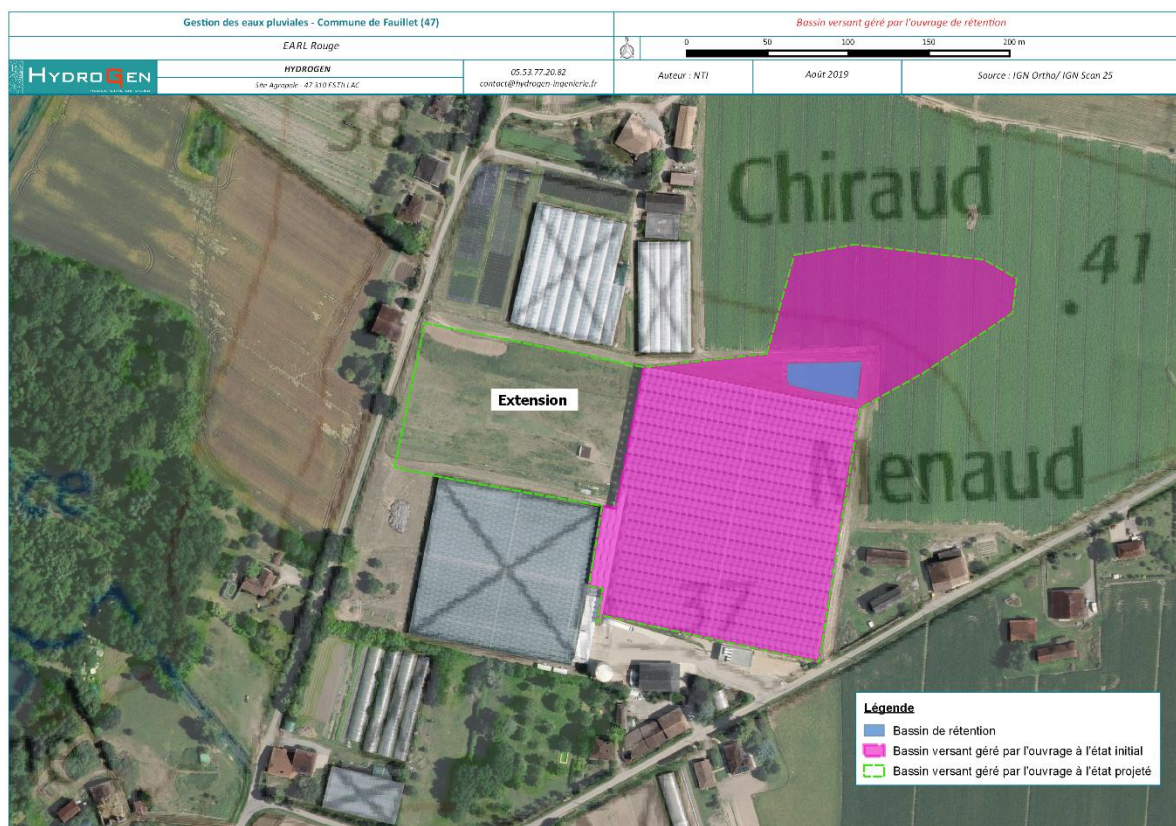 Gestion des eaux pluviales - Commune de Fauillet (47)
Bassin versant géré par l'ouvrage de rétention
EARL Rouge
0 50 100 150 200 m
HYDROGEN
HYDROGEN
Site Agropole - 47 310 ESTILLAC
05.53.77.20.82
contact@hydrogen-ingenierie.fr
Auteur : NTI
Août 2019
Source : IGN Ortho/ IGN Scan 25
38
Chiraud
41
Extension
Menaud
Légende
Bassin de rétention
Bassin versant géré par l'ouvrage à l'état initial
Bassin versant géré par l'ouvrage à l'état projeté